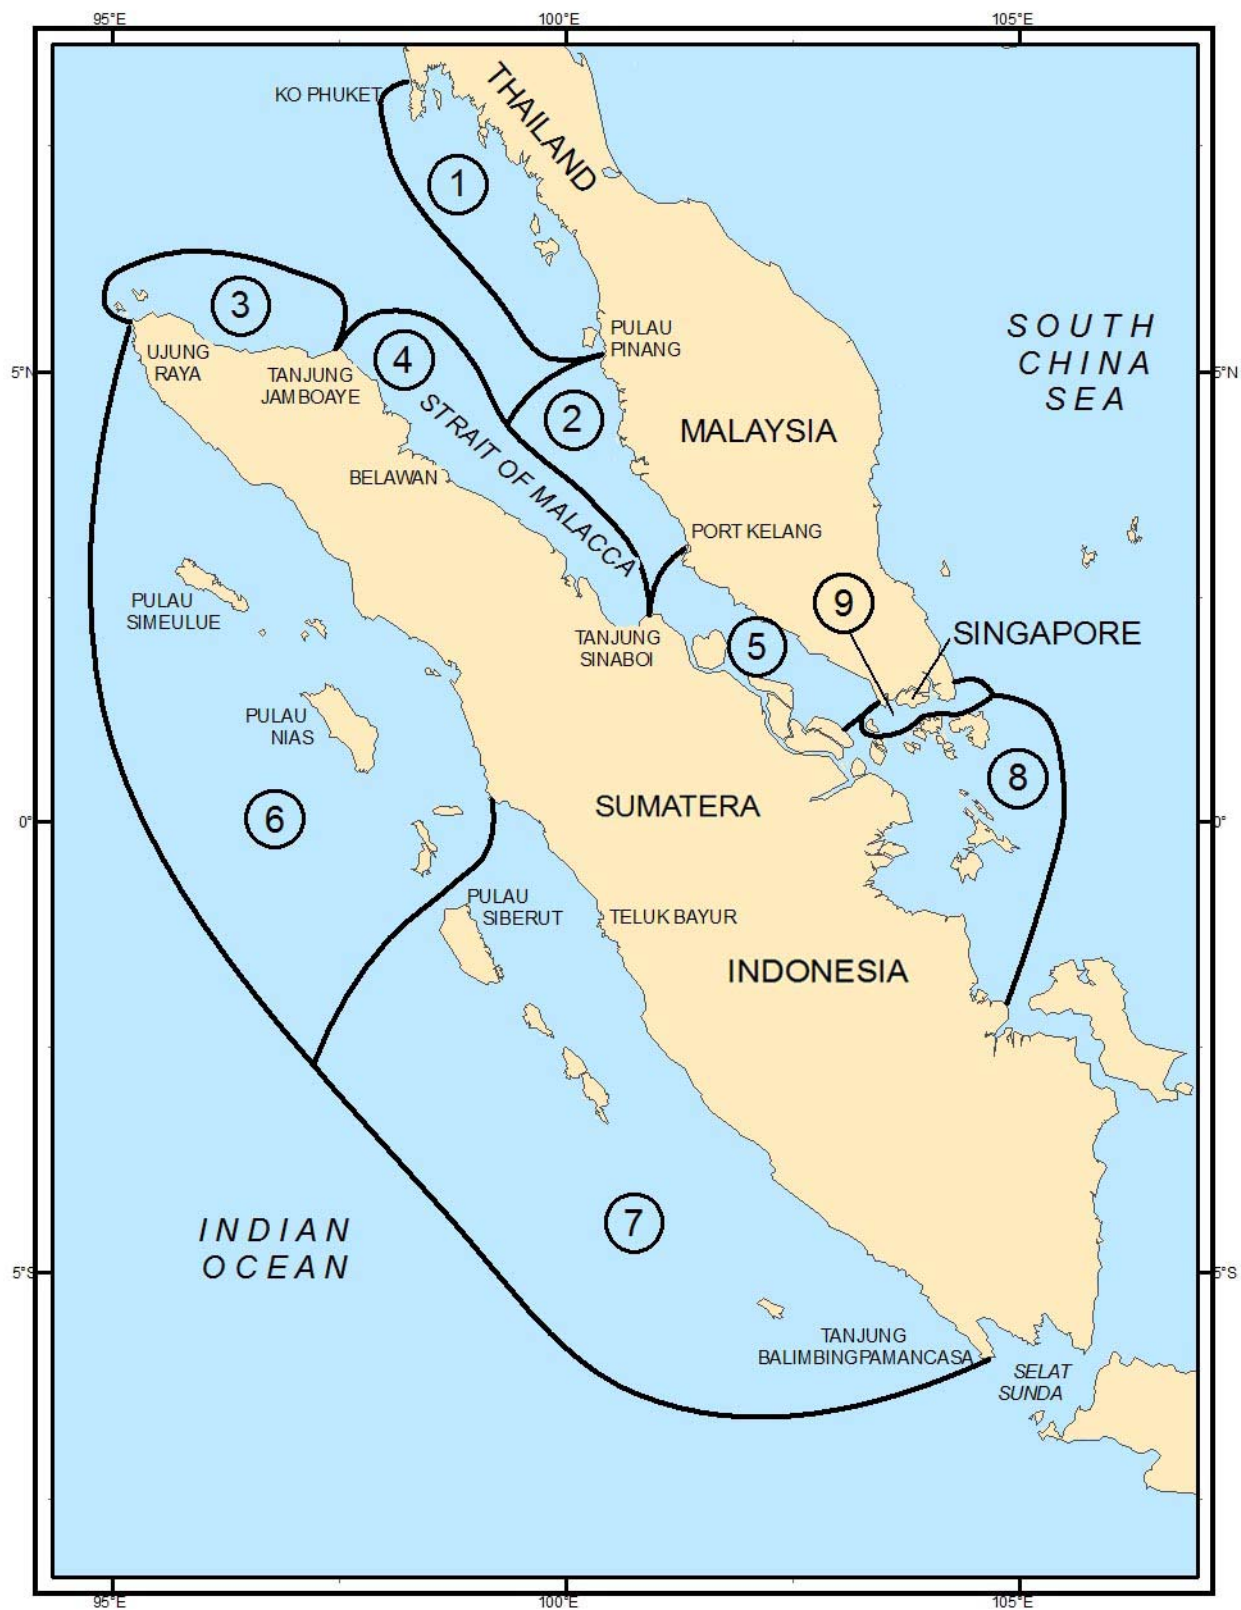 95°E
100°E
105°E
KO PHUKET
THAILAND
1
3
UJUNG
RAYA
TANJUNG
JAMBOAYE
4
PULAU
PINANG
SOUTH
CHINA
SEA
5°N
5°N
2
MALAYSIA
STRAIT OF MALACCA
BELAWAN
PORT KELANG
PULAU
SIMEULUE
9
TANJUNG
SINABOI
5
SINGAPORE
PULAU
NIAS
8
6
SUMATERA
0°
0°
PULAU
SIBERUT
TELUK BAYUR
INDONESIA
7
INDIAN
OCEAN
5°S
5°S
TANJUNG
BALIMBINGPAMANCASA
SELAT
SUNDA
95°E
100°E
105°E